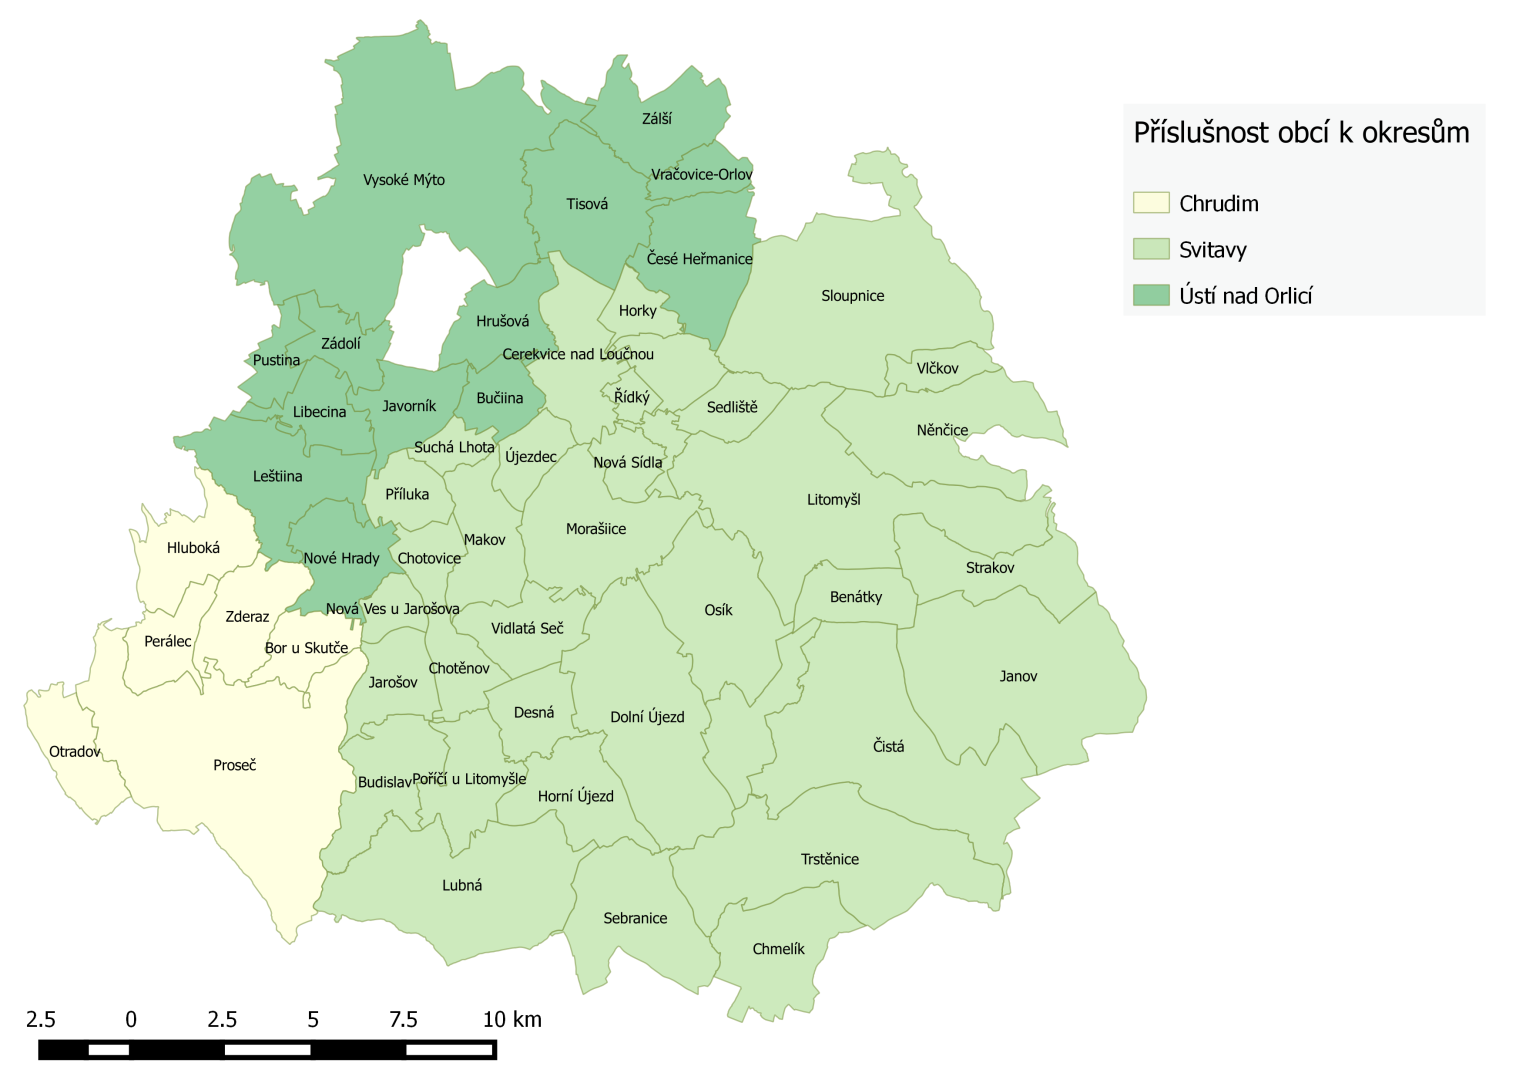 Příslušnost obcí k okresům
Chrudim
Svitavy
Ústí nad Orlicí
Zálší
Vysoké Mýto
Vračovice-Orlov
Tisová
Česé Heřmanice
Sloupnice
Horky
Hrušová
Zádolí
Cerekvice nad Loučnou
Pustina
Vlčkov
Bučiina
Řídký
Javorník
Sedliště
Libecina
Něnčice
Suchá Lhota
Újezdec
Nová Sídla
Leštiina
Příluka
Litomyšl
Morašiice
Makov
Hluboká
Nové Hrady
Chotovice
Strakov
Benátky
Nová Ves u Jarošova
Osík
Zderaz
Vidlatá Seč
Perálec
Bor u Skutče
Chotěnov
Janov
Jarošov
Desná
Dolní Újezd
Čistá
Otradov
Proseč
Budislav
Poříčí u Litomyšle
Horní Újezd
Trstěnice
Lubná
Sebranice
Chmelík
2.5 0 2.5 5 7.5 10 km